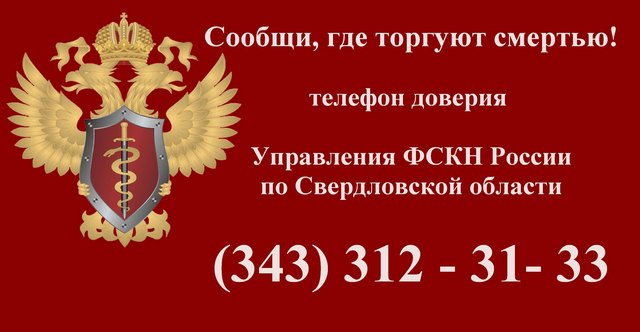 Сообщи, где торгуют смертью!
телефон доверия
Управления ФСКН России
по Свердловской области
(343) 312 - 31- 33